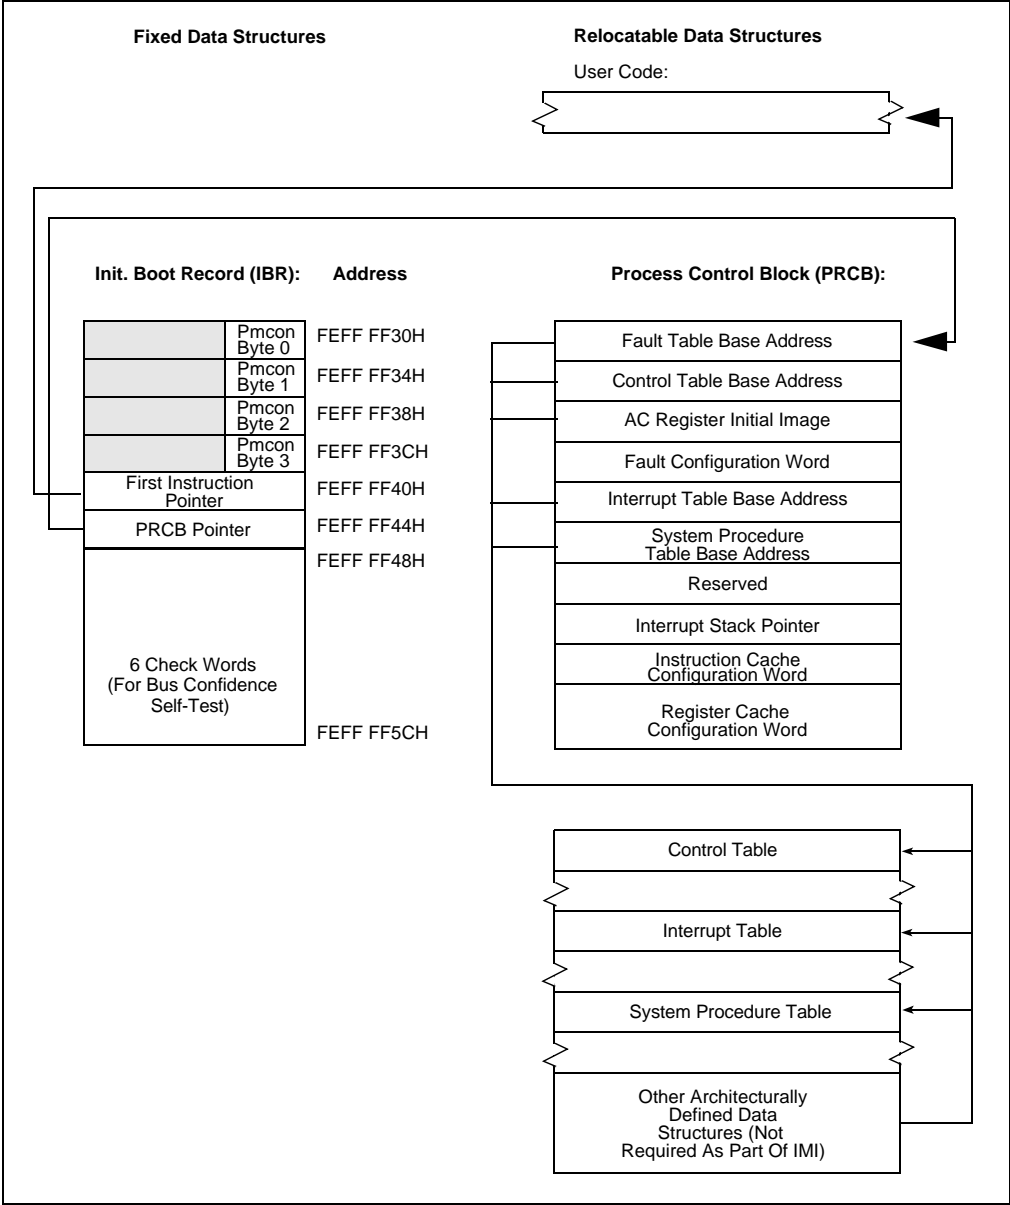 Fixed Data Structures
Relocatable Data Structures
User Code:
Init. Boot Record (IBR):
Address
Pmcon
Byte 0
FEFF FF30H
Pmcon
Byte 1
FEFF FF34H
Pmcon
Byte 2
FEFF FF38H
Pmcon
Byte 3
FEFF FF3CH
First Instruction
Pointer
FEFF FF40H
PRCB Pointer
FEFF FF44H
FEFF FF48H
6 Check Words
(For Bus Confidence
Self-Test)
FEFF FF5CH
Process Control Block (PRCB):
Fault Table Base Address
Control Table Base Address
AC Register Initial Image
Fault Configuration Word
Interrupt Table Base Address
System Procedure
Table Base Address
Reserved
Interrupt Stack Pointer
Instruction Cache
Configuration Word
Register Cache
Configuration Word
Control Table
Interrupt Table
System Procedure Table
Other Architecturally
Defined Data
Structures (Not
Required As Part Of IMI)